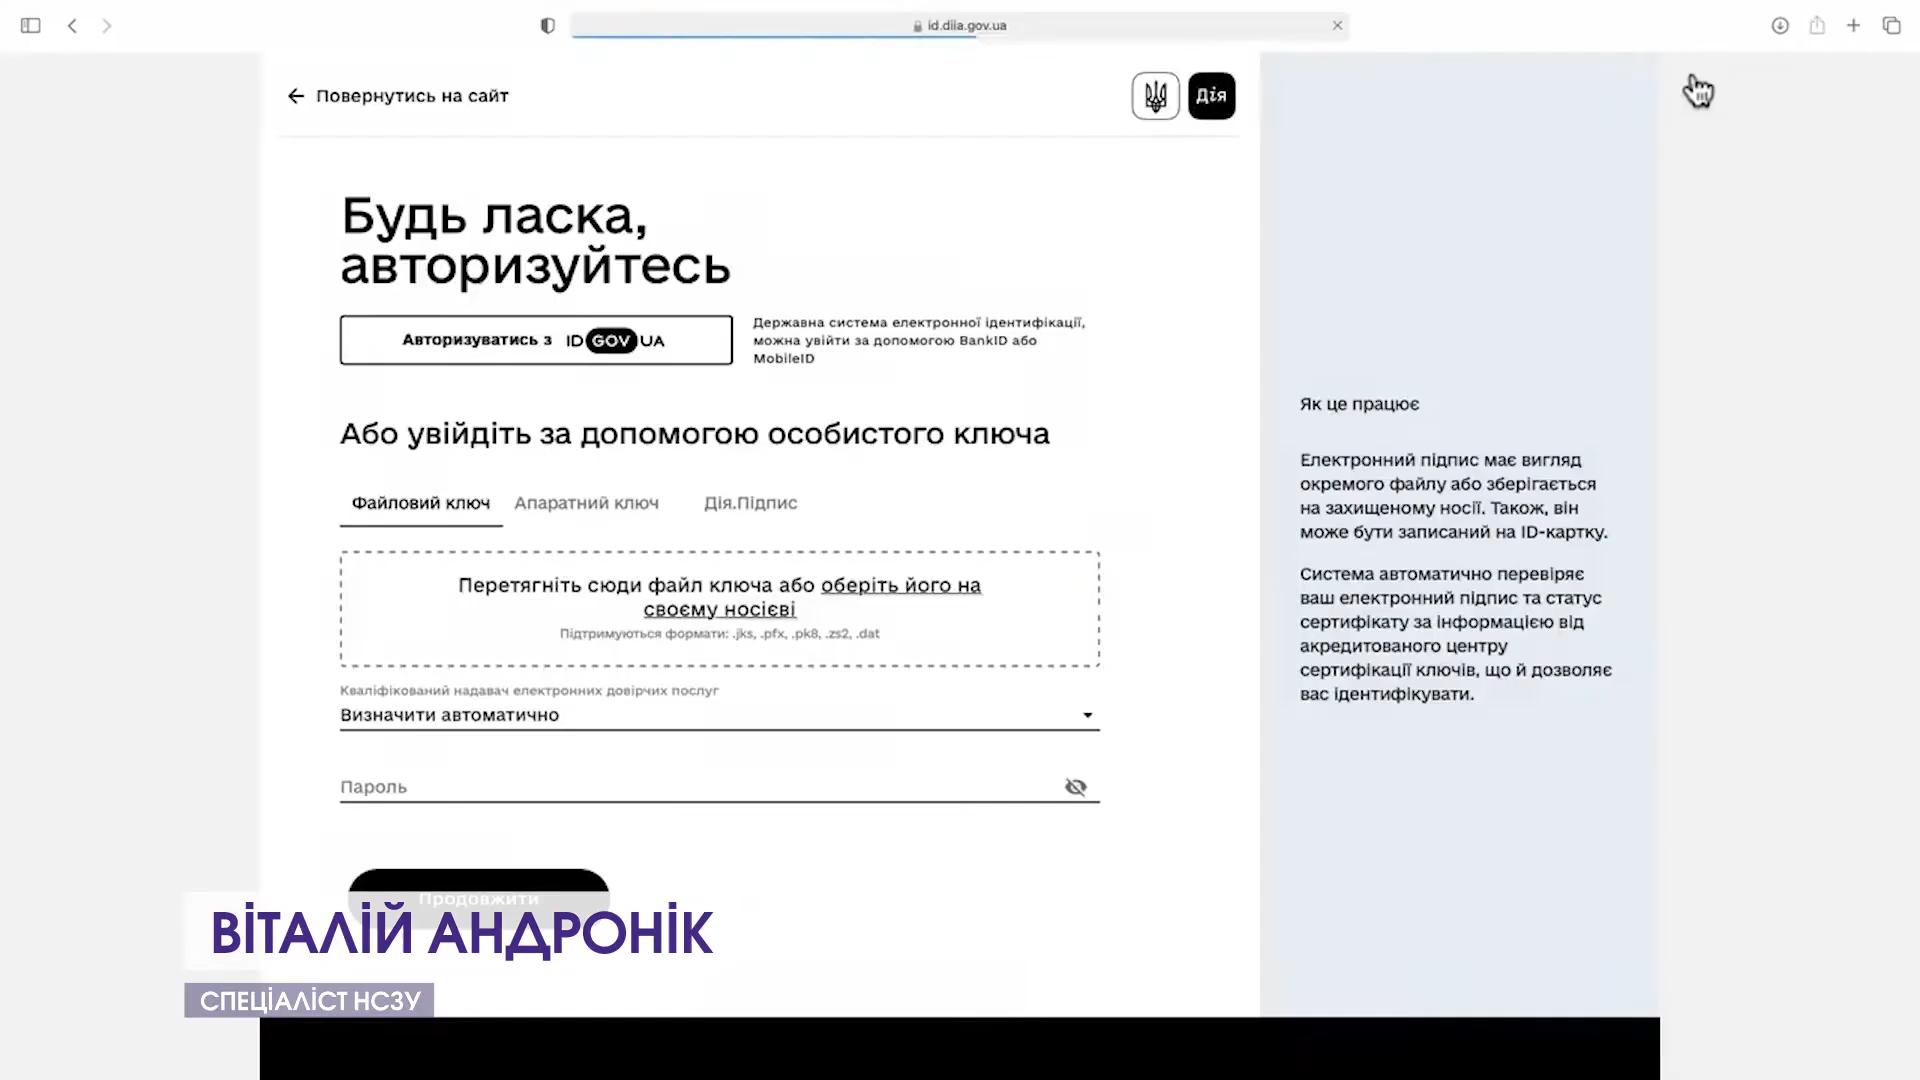 id.diia.gov.ua
Повернутись на сайт
Дія
Будь ласка,
авторизуйтесь
Авторизуватись з ID GOV UA
Державна система електронної ідентифікації,
можна увійти за допомогою BankID або
MobileID
Або увійдіть за допомогою особистого ключа
Файловий ключ Апаратний ключ Дія.Підпис
Перетягніть сюди файл ключа або оберіть його на
своєму носієві
Підтримуються формати: .jks, .pfx, .pk8, .zs2, .dat
Кваліфікований надавач електронних довірчих послуг
Визначити автоматично
Пароль
Продовжити
Як це працює
Електронний підпис має вигляд
окремого файлу або зберігається
на захищеному носії. Також, він
може бути записаний на ID-картку.
Система автоматично перевіряє
ваш електронний підпис та статус
сертифікату за інформацією від
акредитованого центру
сертифікації ключів, що й дозволяє
вас ідентифікувати.
ВІТАЛІЙ АНДРОНІК
СПЕЦІАЛІСТ НСЗУ